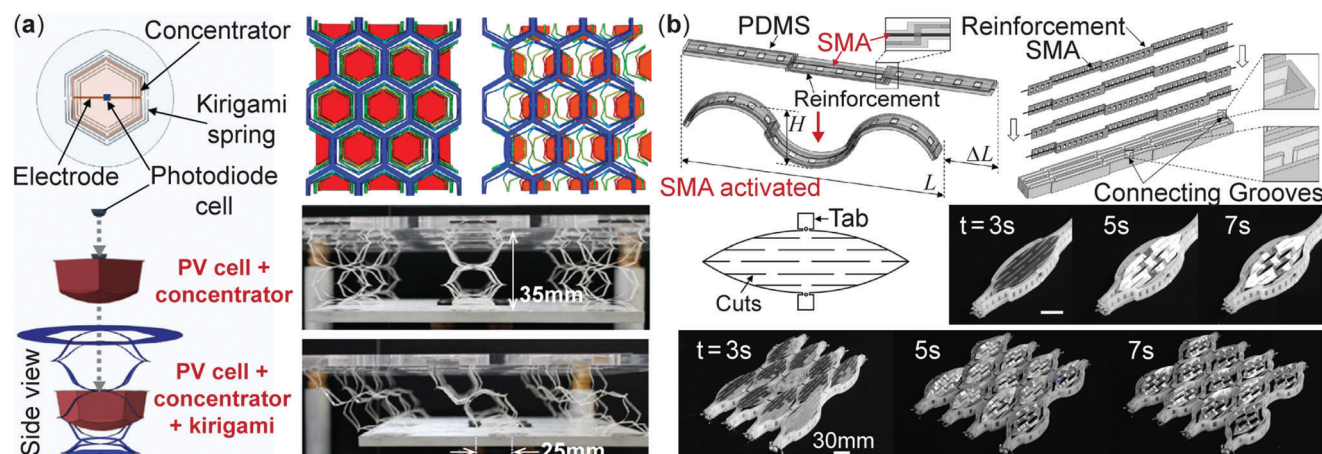 (a)
Concentrator
Kirigami
spring
Electrode
Photodiode
cell
PV cell +
concentrator
Side view
PV cell +
concentrator
+ kirigami
35mm
25mm
(b)
PDMS
SMA
Reinforcement
H
SMA activated
L
ΔL
Reinforcement
SMA
Connecting Grooves
Tab
Cuts
t = 3s
5s
7s
t = 3s
5s
7s
30mm